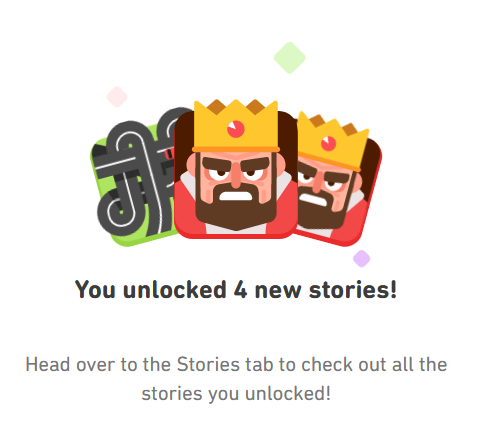 You unlocked 4 new stories!
Head over to the Stories tab to check out all the
stories you unlocked!